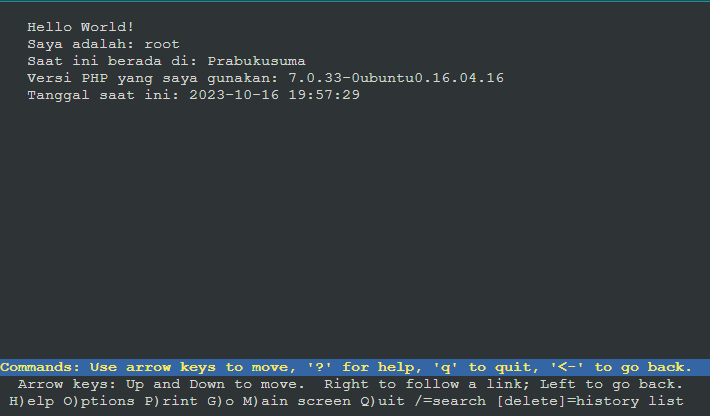 Hello World!
Saya adalah: root
Saat ini berada di: Prabukusuma
Versi PHP yang saya gunakan: 7.0.33-0ubuntu0.16.04.16
Tanggal saat ini: 2023-10-16 19:57:29
Commands: Use arrow keys to move, '?' for help, 'q' to quit, '<-' to go back.
Arrow keys: Up and Down to move.  Right to follow a link; Left to go back.
H)elp O)ptions P)rint G)o M)ain screen Q)uit /=search [delete]=history list